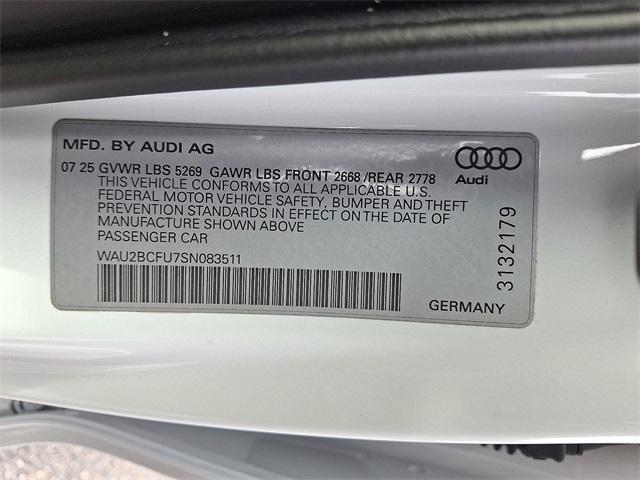 MFD. BY AUDI AG
07 25 GVWR LBS 5269 GAWR LBS FRONT 2668 /REAR 2778
THIS VEHICLE CONFORMS TO ALL APPLICABLE U.S.
FEDERAL MOTOR VEHICLE SAFETY, BUMPER AND THEFT
PREVENTION STANDARDS IN EFFECT ON THE DATE OF
MANUFACTURE SHOWN ABOVE
PASSENGER CAR
WAU2BCFU7SN083511
GERMANY
Audi
3132179